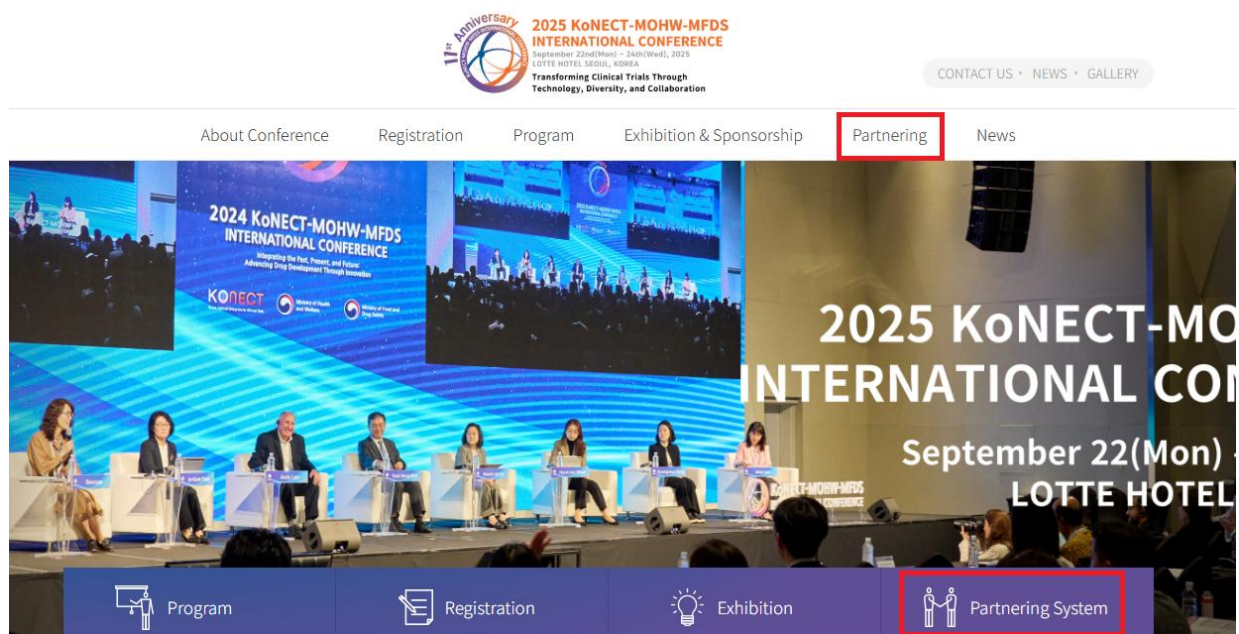 11st Anniversary
2025 KoNECT-MOHW-MFDS
INTERNATIONAL CONFERENCE
September 22nd(Mon) – 24th(Wed), 2025
LOTTE HOTEL SEOUL, KOREA
Transforming Clinical Trials Through
Technology, Diversity, and Collaboration
CONTACT US • NEWS • GALLERY
About Conference Registration Program Exhibition & Sponsorship Partnering News
2024 KoNECT-MOHW-MFDS
INTERNATIONAL CONFERENCE
Integrating the Past, Present, and Future:
Advancing Drug Development Through Innovation
KONECT
Ministry of Health
and Welfare
Ministry of Food and
Drug Safety
2025 KoNECT-MO
INTERNATIONAL CON
September 22(Mon) -
LOTTE HOTEL
KoNECT-MOHW-MFDS
CONFERENCE
Program Registration Exhibition Partnering System